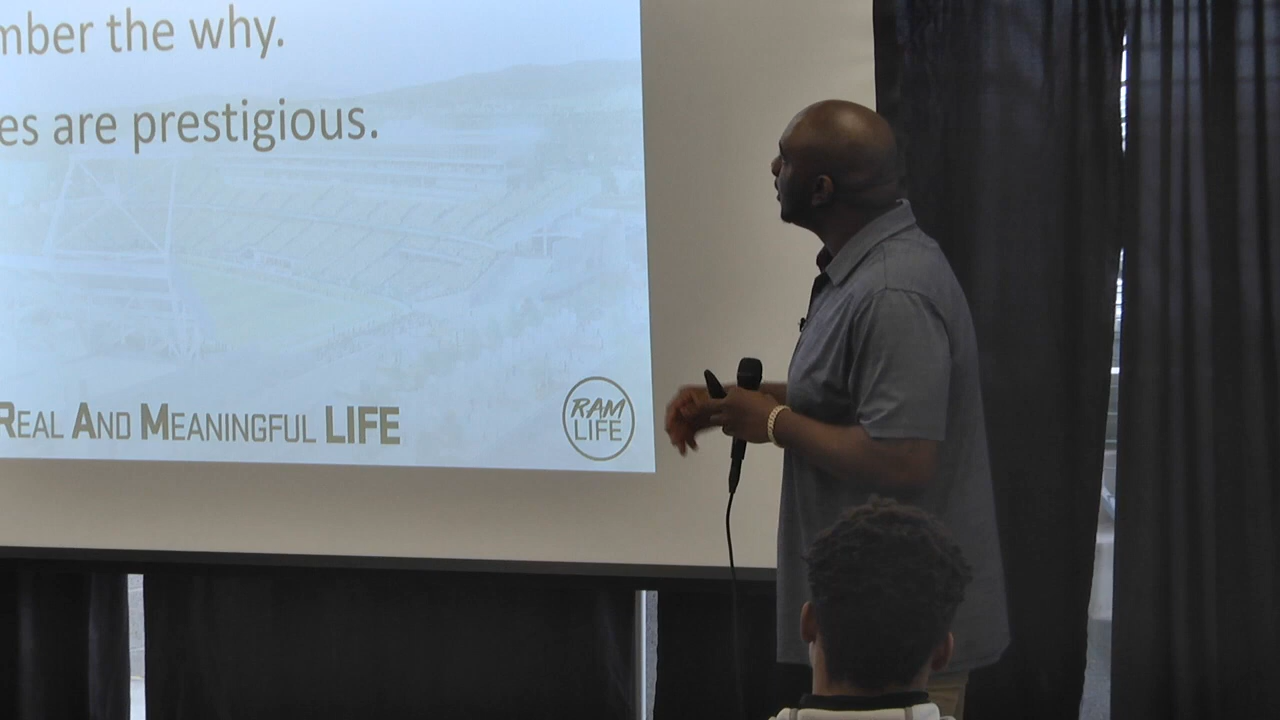 mber the why.
es are prestigious.
REAL AND MEANINGFUL LIFE
RAM
LIFE